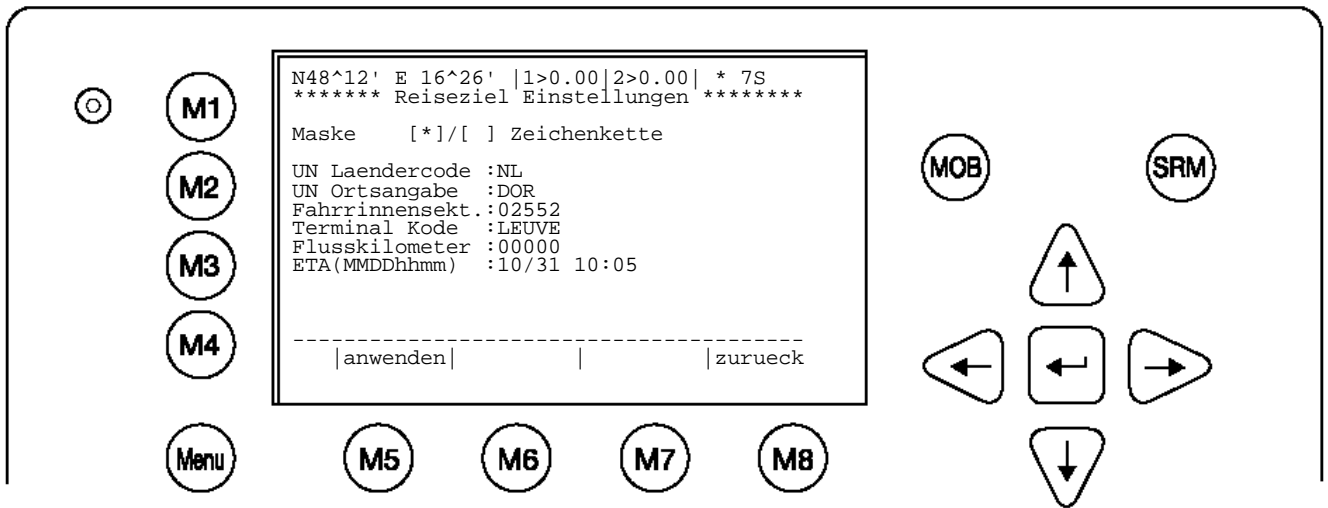 N48^12' E 16^26' |1>0.00|2>0.00| * 7S
******* Reiseziel Einstellungen ********
Maske [*]/[ ] Zeichenkette
UN Laendercode :NL
UN Ortsangabe :DOR
Fahrrinnensekt.:02552
Terminal Kode :LEUVE
Flusskilometer :00000
ETA(MMDDhhmm) :10/31 10:05
----------------------------------------
|anwenden| | |zurueck
M1
M2
M3
M4
Menu
M5
M6
M7
M8
MOB
SRM